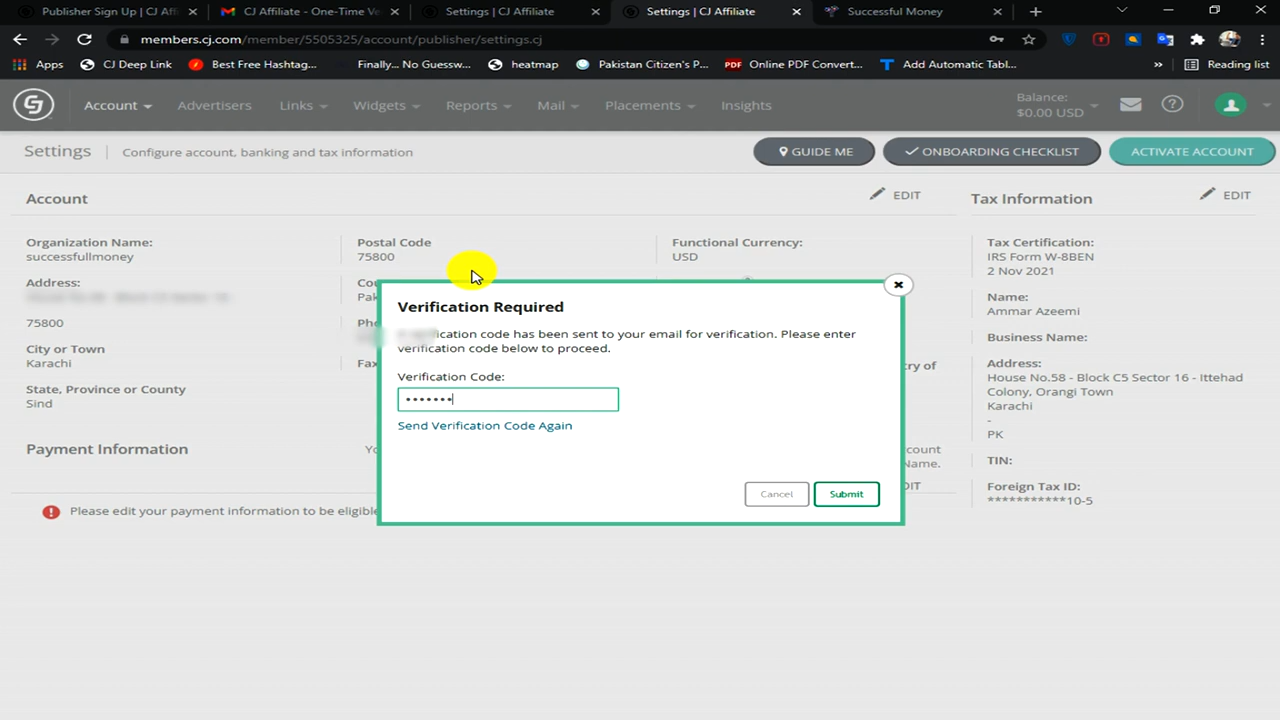 Publisher Sign Up | CJ Affi
CJ Affiliate - One-Time Ve
Settings | CJ Affiliate
Settings | CJ Affiliate
Successful Money
members.cj.com/member/5505325/account/publisher/settings.cj
Apps
CJ Deep Link
Best Free Hashtag...
Finally... No Guessw...
heatmap
Pakistan Citizen's P...
PDF Online PDF Convert...
Add Automatic Tabl...
»
Reading list
Account
Advertisers
Links
Widgets
Reports
Mail
Placements
Insights
Balance:
$0.00 USD
Settings
Configure account, banking and tax information
GUIDE ME
ONBOARDING CHECKLIST
ACTIVATE ACCOUNT
Account
EDIT
Organization Name:
successfullmoney
Address:
75800
City or Town
Karachi
State, Province or County
Sind
Postal Code
75800
Functional Currency:
USD
Verification Required
verification code has been sent to your email for verification. Please enter
verification code below to proceed.
Verification Code:
•••••••
Send Verification Code Again
Cancel
Submit
Tax Information
EDIT
Tax Certification:
IRS Form W-8BEN
2 Nov 2021
Name:
Ammar Azeemi
Business Name:
Address:
House No.58 - Block C5 Sector 16 - Ittehad
Colony, Orangi Town
Karachi
-
PK
TIN:
Foreign Tax ID:
***********10-5
Payment Information
Please edit your payment information to be eligible